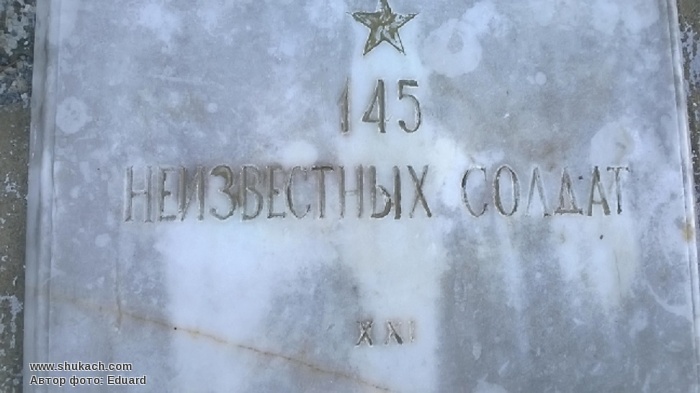 145
НЕИЗВЕСТНЫХ СОЛДАТ
XXI
www.shukach.com
Автор фото: Eduard